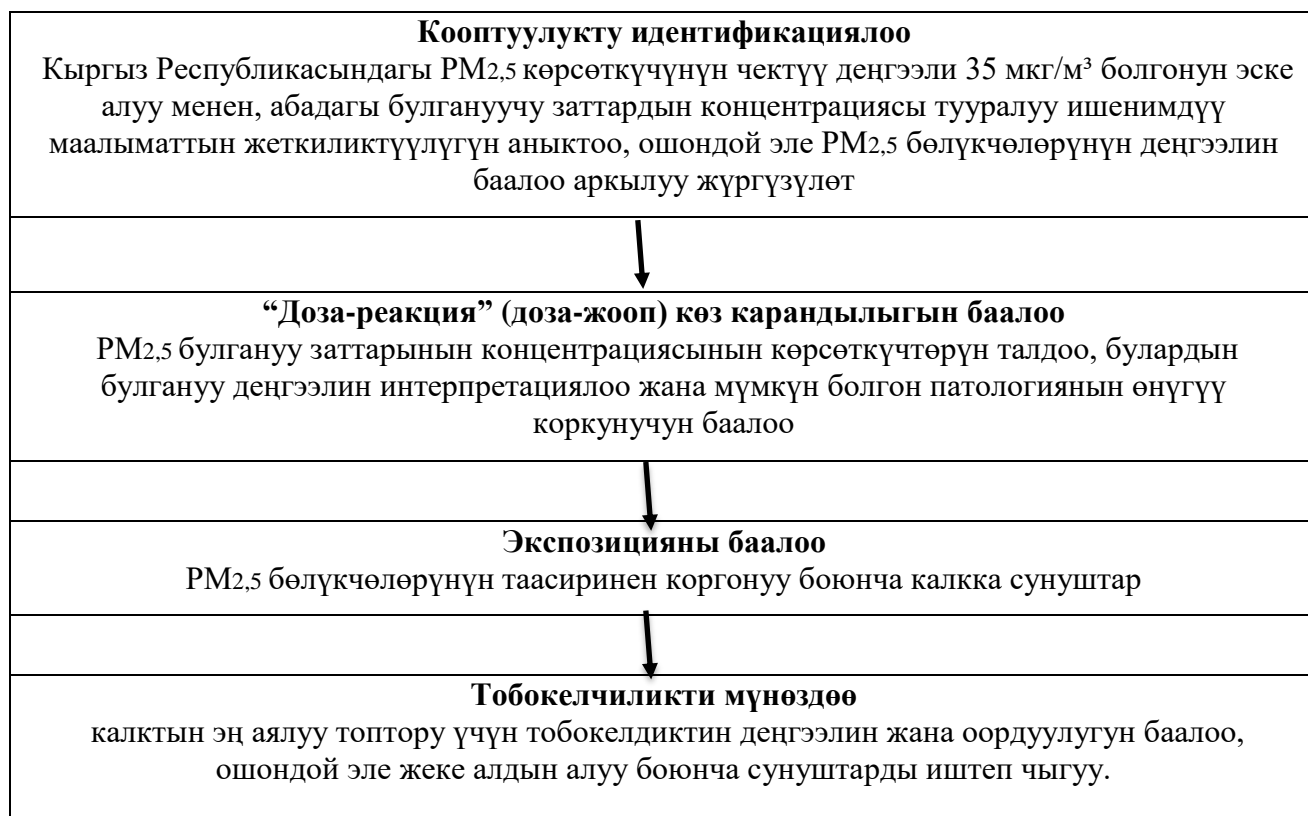 Кооптуулукту идентификациялоо
Кыргыз Республикасындагы PM2,5 көрсөткүчүнүн чектүү деңгээли 35 мкг/м³ болгонун эске
алуу менен, абадагы булгануучу заттардын концентрациясы тууралуу ишенимдүү
маалыматтын жеткиликтүүлүгүн аныктоо, ошондой эле PM2,5 бөлүкчөлөрүнүн деңгээлин
баалоо аркылуу жүргүзүлөт
“Доза-реакция” (доза-жооп) көз карандылыгын баалоо
PM2,5 булгануу заттарынын концентрациясынын көрсөткүчтөрүн талдоо, булардын
булгануу деңгээлин интерпретациялоо жана мүмкүн болгон патологиянын өнүгүү
коркунучун баалоо
Экспозицияны баалоо
PM2,5 бөлүкчөлөрүнүн таасиринен коргонуу боюнча калкка сунуштар
Тобокелчиликти мүнөздөө
калктын эң аялуу топтору үчүн тобокелдиктин деңгээлин жана оордуулугун баалоо,
ошондой эле жеке алдын алуу боюнча сунуштарды иштеп чыгуу.